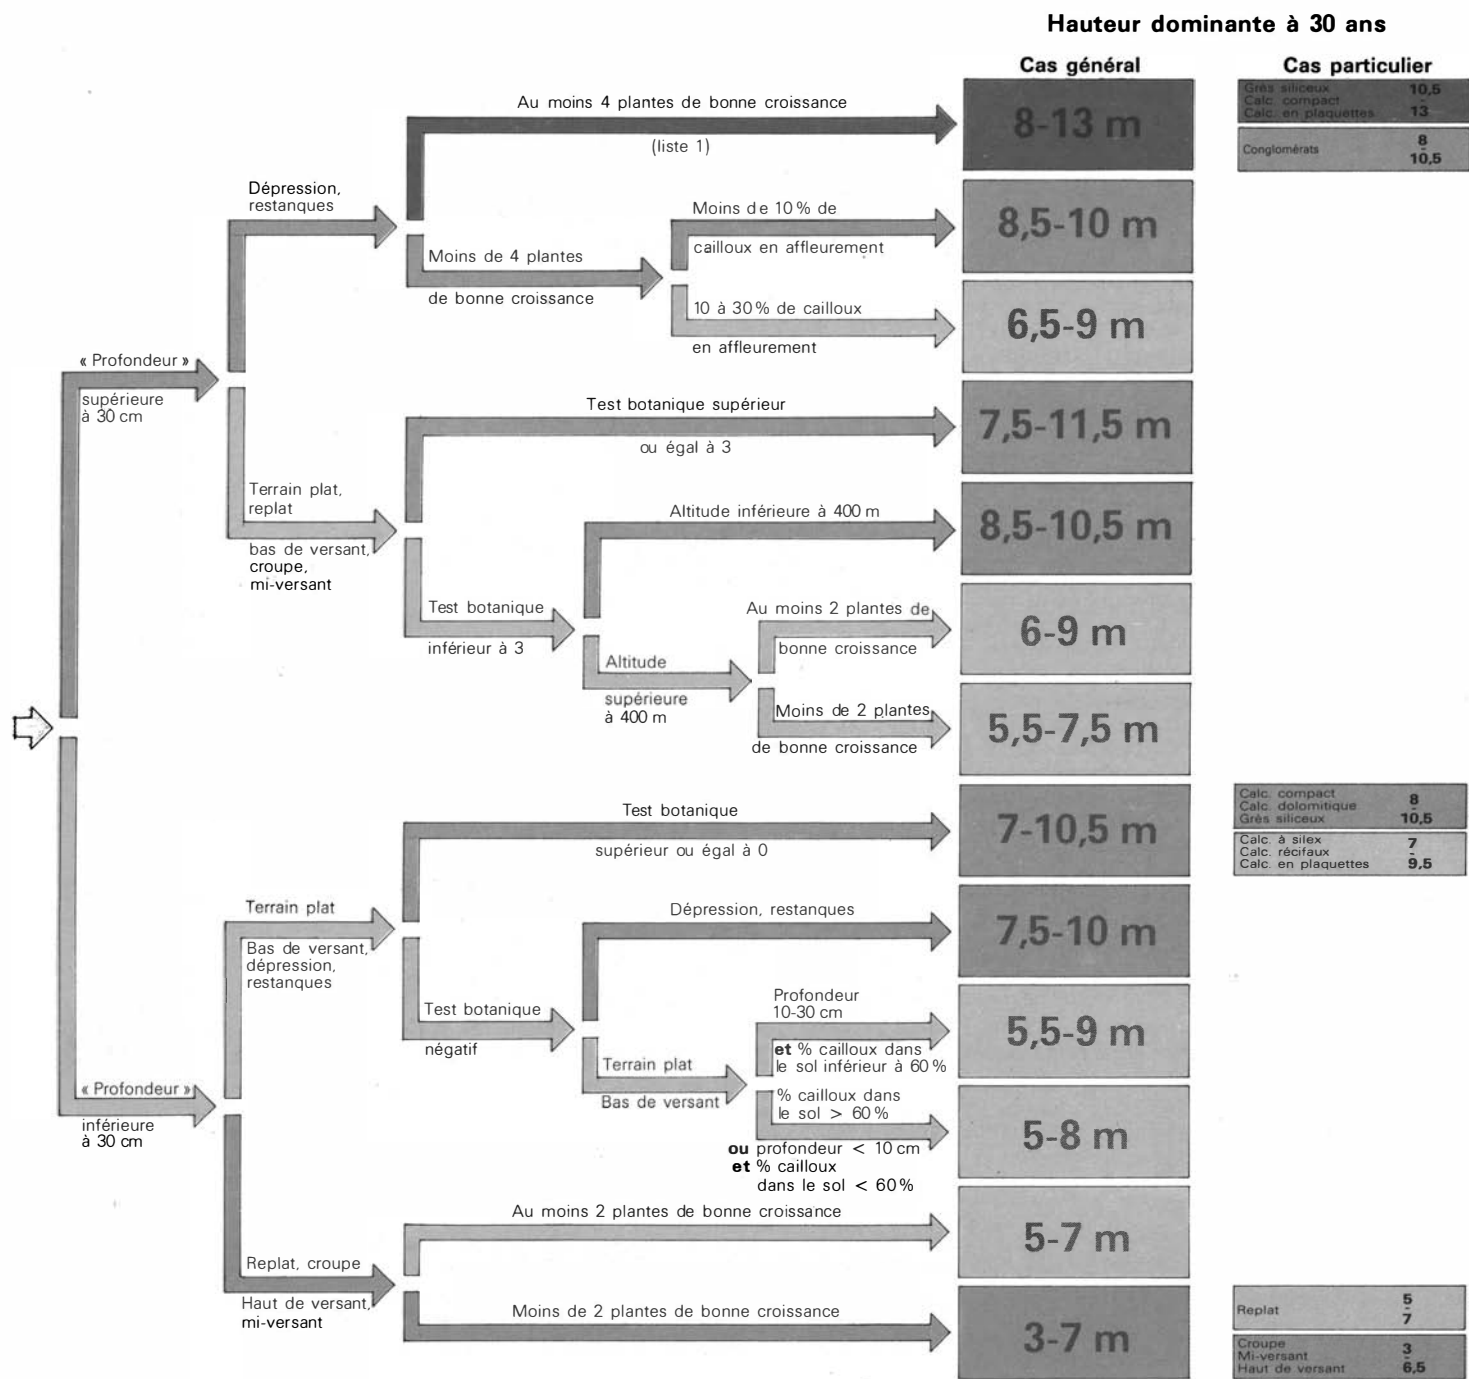 Hauteur dominante à 30 ans
Cas général
Cas particulier
Au moins 4 plantes de bonne croissance
(liste 1)
8-13 m
Grès siliceux
Calc. compact
Calc. en plaquettes
10,5
-
13
Conglomérats
8
-
10,5
Dépression,
restanques
Moins de 4 plantes
de bonne croissance
Moins de 10% de
cailloux en affleurement
8,5-10 m
10 à 30% de cailloux
en affleurement
6,5-9 m
« Profondeur »
supérieure
à 30 cm
Test botanique supérieur
ou égal à 3
7,5-11,5 m
Terrain plat,
replat
bas de versant,
croupe,
mi-versant
Altitude inférieure à 400 m
8,5-10,5 m
Test botanique
inférieur à 3
Au moins 2 plantes de
bonne croissance
6-9 m
Altitude
supérieure
à 400 m
Moins de 2 plantes
de bonne croissance
5,5-7,5 m
Test botanique
supérieur ou égal à 0
7-10,5 m
Calc. compact
Calc. dolomitique
Grès siliceux
8
-
10,5
Calc. à silex
Calc. récifaux
Calc. en plaquettes
7
-
9,5
Terrain plat
Bas de versant,
dépression,
restanques
Dépression, restanques
7,5-10 m
Test botanique
négatif
Profondeur
10-30 cm
et % cailloux dans
le sol inférieur à 60%
5,5-9 m
Terrain plat
Bas de versant
% cailloux dans
le sol > 60%
ou profondeur < 10 cm
et % cailloux
dans le sol < 60%
5-8 m
« Profondeur »
inférieure
à 30 cm
Au moins 2 plantes de bonne croissance
5-7 m
Replat, croupe
Haut de versant,
mi-versant
Moins de 2 plantes de bonne croissance
3-7 m
Replat
5
-
7
Croupe
Mi-versant
Haut de versant
3
-
6,5